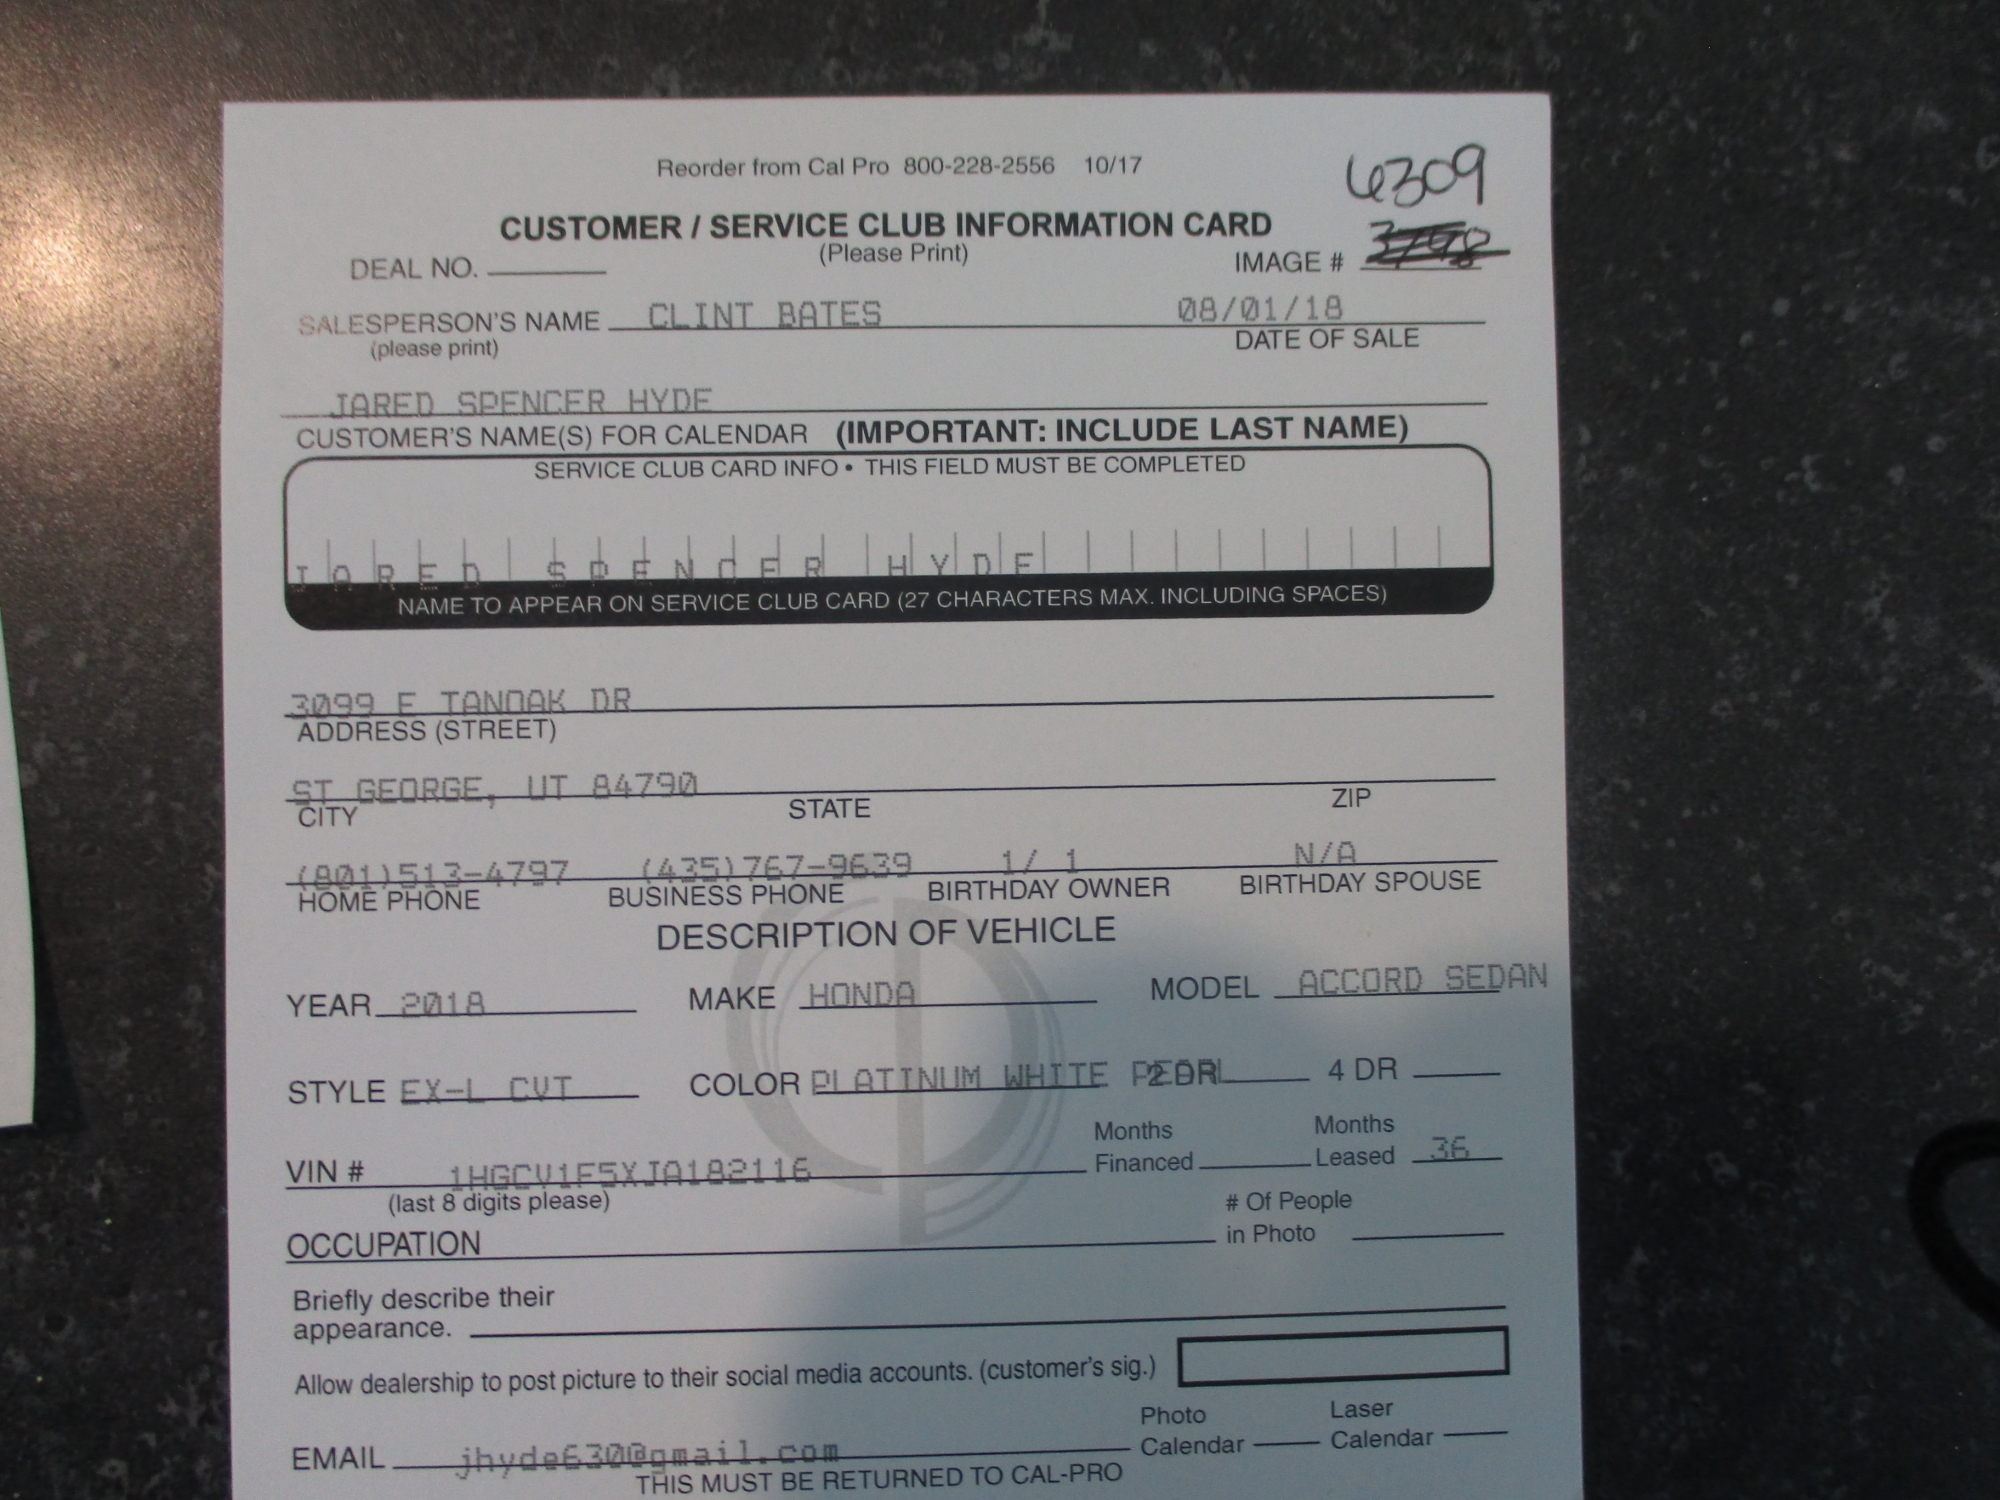 Reorder from Cal Pro 800-228-2556 10/17
6309
CUSTOMER / SERVICE CLUB INFORMATION CARD
(Please Print)
DEAL NO.
IMAGE # 3798
SALESPERSON'S NAME CLINT BATES 08/01/18
(please print) DATE OF SALE
JARED SPENCER HYDE
CUSTOMER'S NAME(S) FOR CALENDAR (IMPORTANT: INCLUDE LAST NAME)
SERVICE CLUB CARD INFO • THIS FIELD MUST BE COMPLETED
JARED SPENCER HYDE
NAME TO APPEAR ON SERVICE CLUB CARD (27 CHARACTERS MAX. INCLUDING SPACES)
3099 E TANOAK DR
ADDRESS (STREET)
ST GEORGE, UT 84790
CITY STATE ZIP
(801)513-4797 (435)767-9639 1/ 1 N/A
HOME PHONE BUSINESS PHONE BIRTHDAY OWNER BIRTHDAY SPOUSE
DESCRIPTION OF VEHICLE
YEAR 2018 MAKE HONDA MODEL ACCORD SEDAN
STYLE EX-L CVT COLOR PLATINUM WHITE PEARL 2 DR 4 DR
Months Financed Months Leased 36
VIN # 1HGCV1F5XJA182116
(last 8 digits please)
# Of People
in Photo
OCCUPATION
Briefly describe their
appearance.
Allow dealership to post picture to their social media accounts. (customer's sig.)
Photo Calendar Laser Calendar
EMAIL jhyde630@gmail.com
THIS MUST BE RETURNED TO CAL-PRO